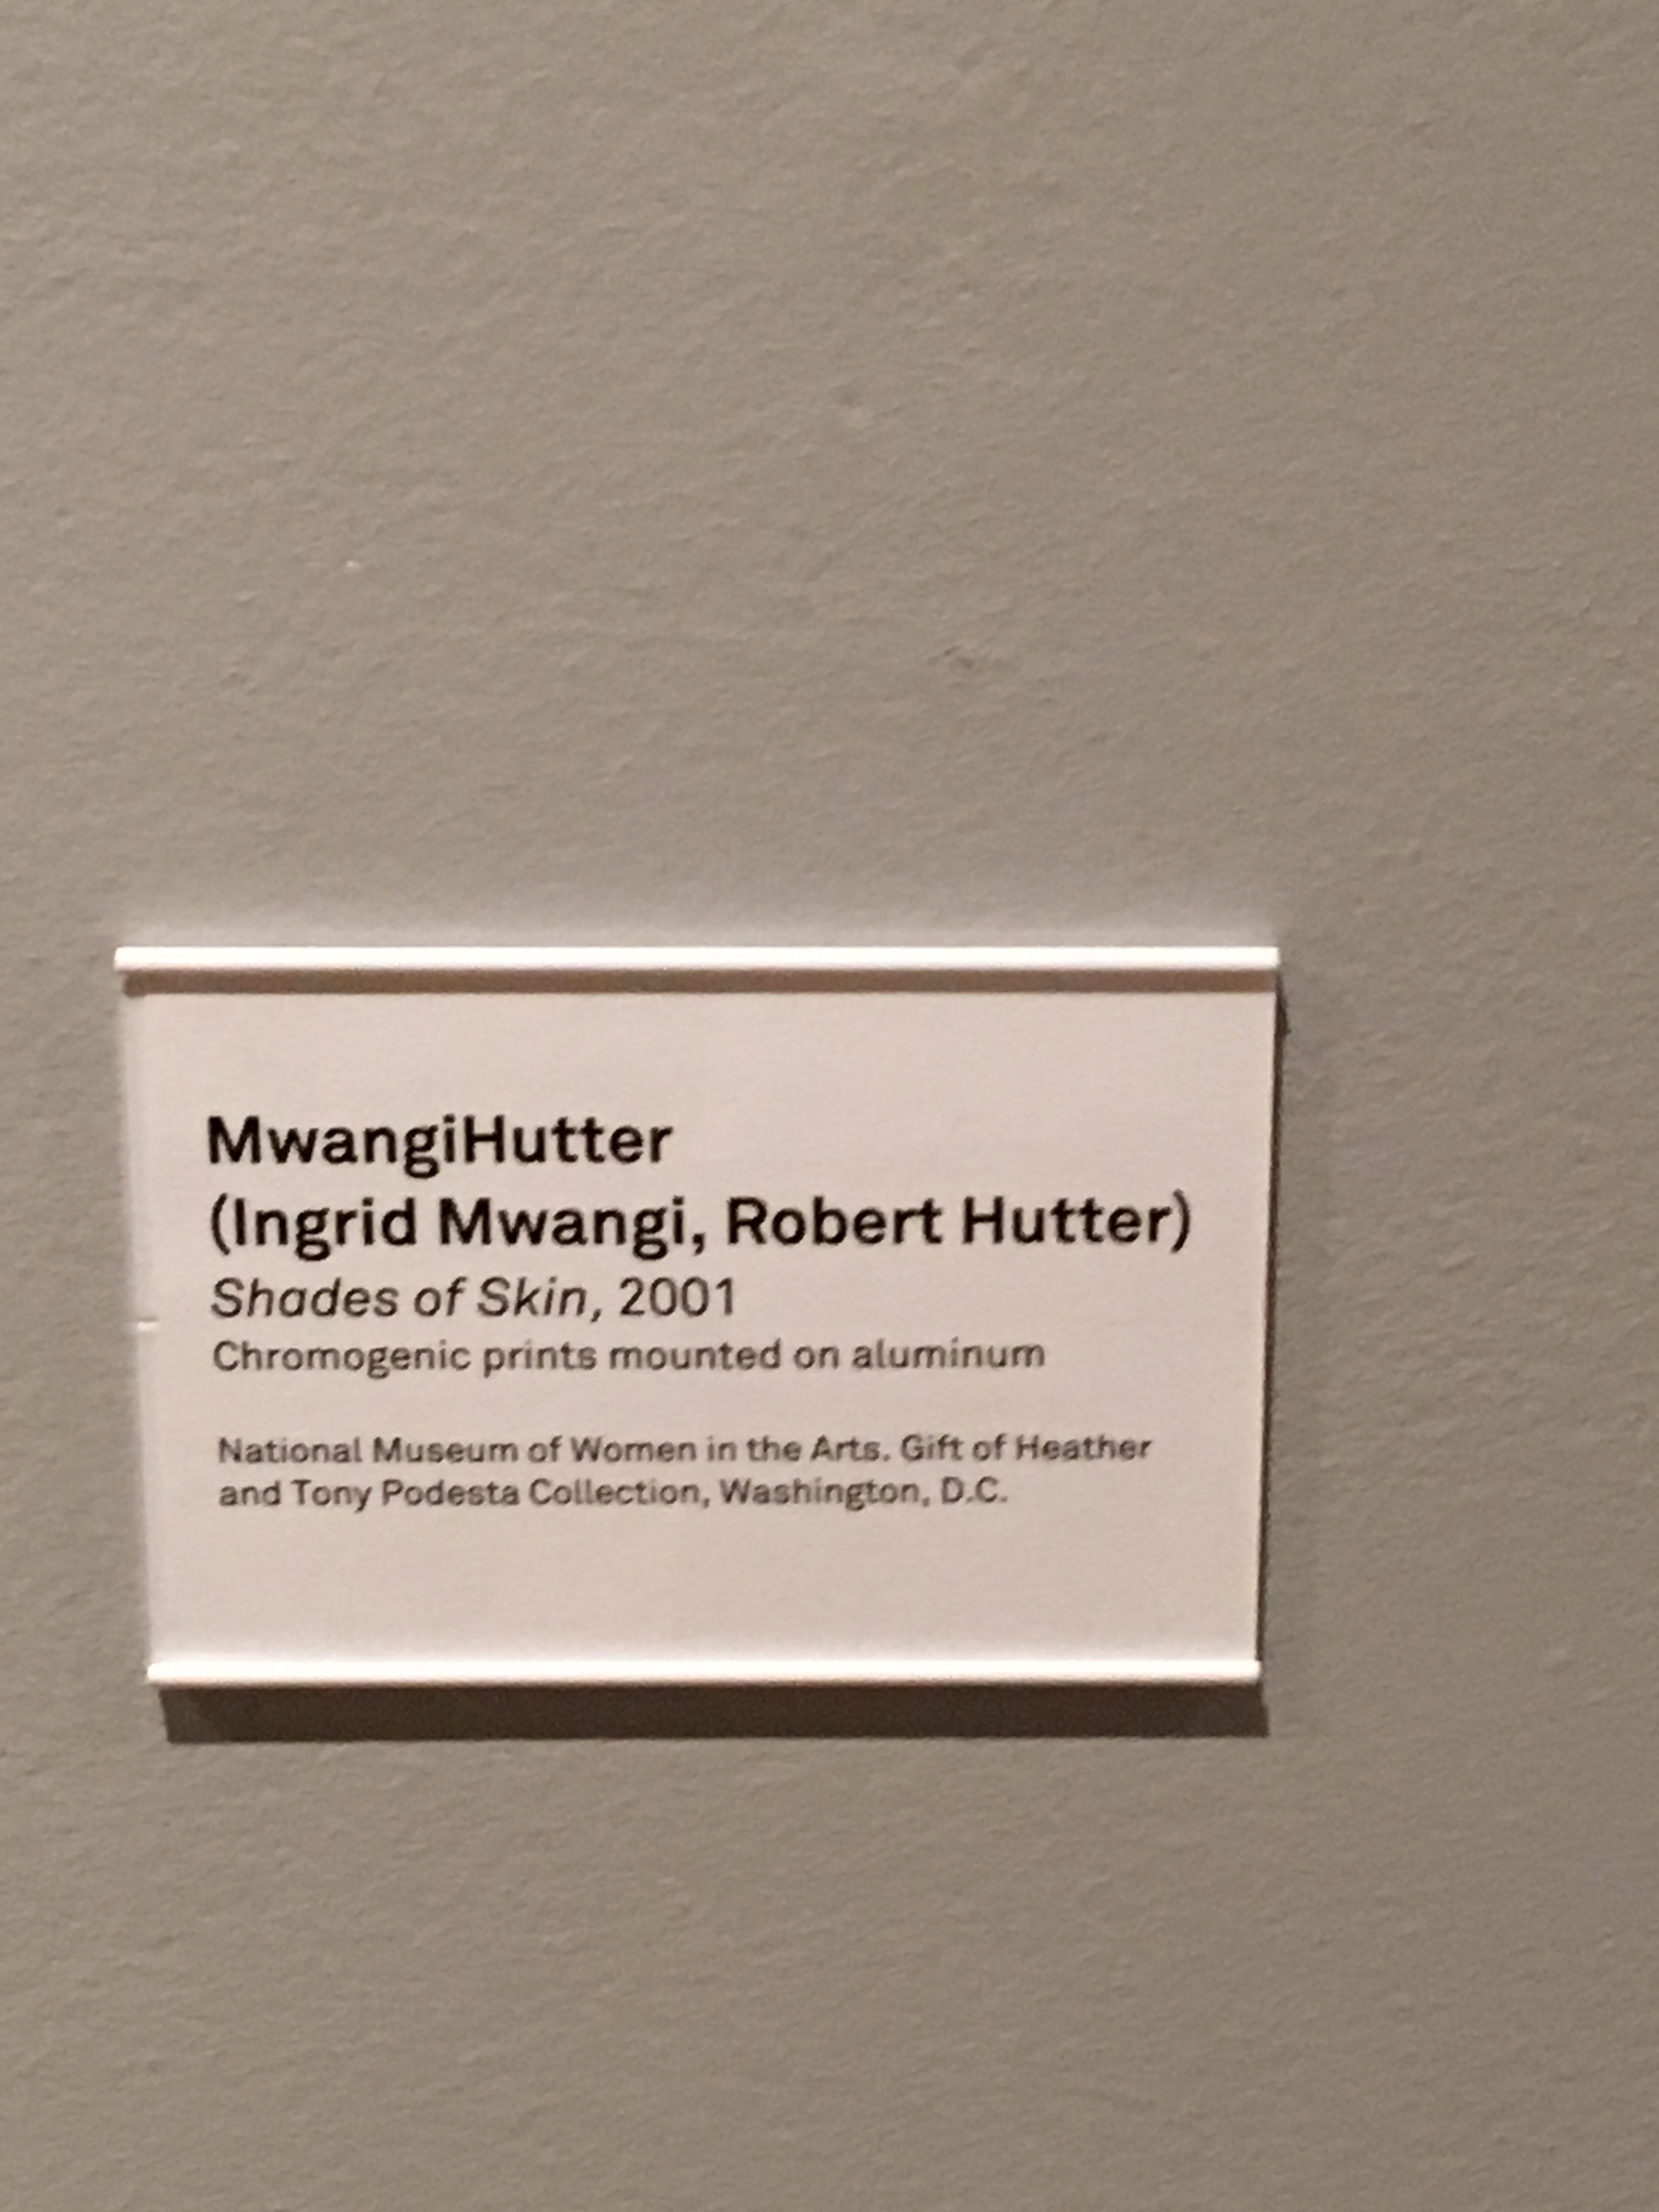 MwangiHutter
(Ingrid Mwangi, Robert Hutter)
Shades of Skin, 2001
Chromogenic prints mounted on aluminum
National Museum of Women in the Arts. Gift of Heather
and Tony Podesta Collection, Washington, D.C.